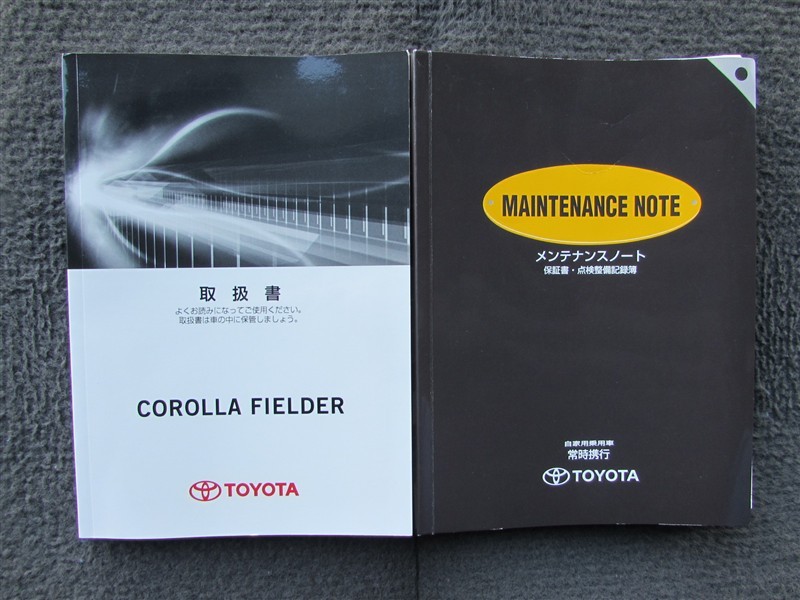 取扱書
よくお読みになってご使用ください。
取扱書は車の中に保管しましょう。
COROLLA FIELDER
TOYOTA
MAINTENANCE NOTE
メンテナンスノート
保証書・点検整備記録簿
自家用乗用車
常時携行
TOYOTA